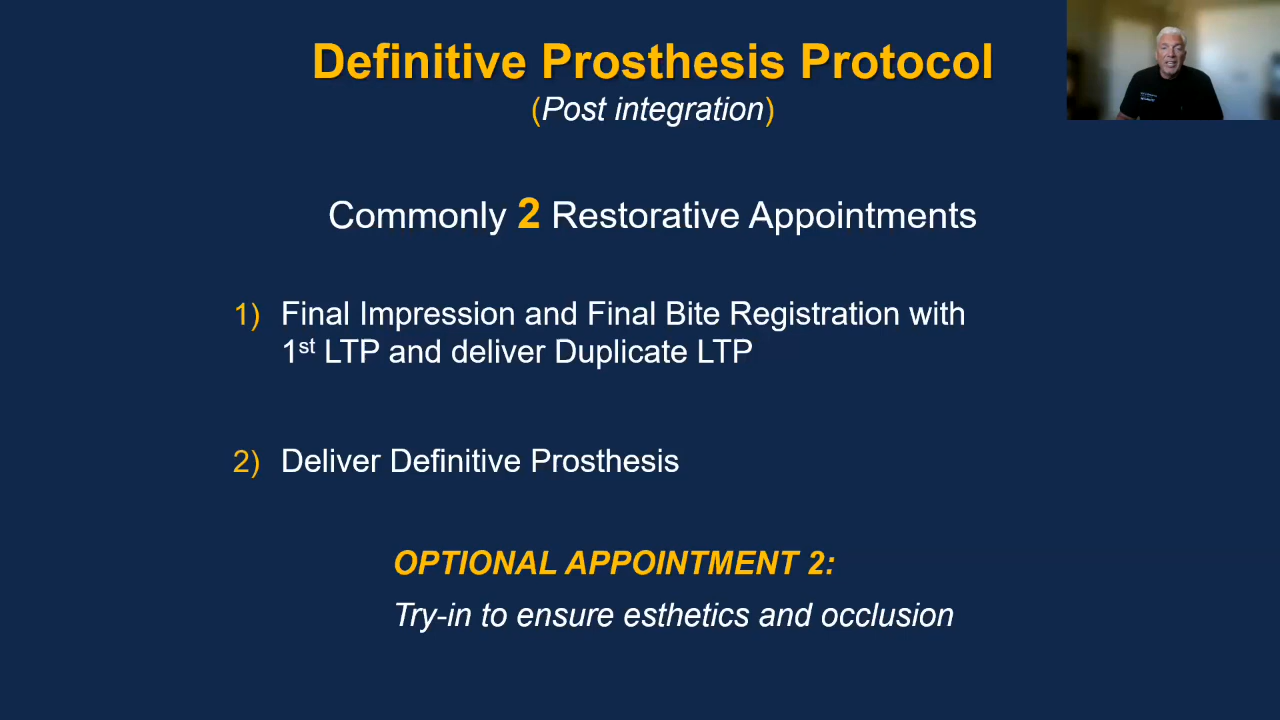 Definitive Prosthesis Protocol
(Post integration)
Commonly 2 Restorative Appointments
1) Final Impression and Final Bite Registration with
1st LTP and deliver Duplicate LTP
2) Deliver Definitive Prosthesis
OPTIONAL APPOINTMENT 2:
Try-in to ensure esthetics and occlusion